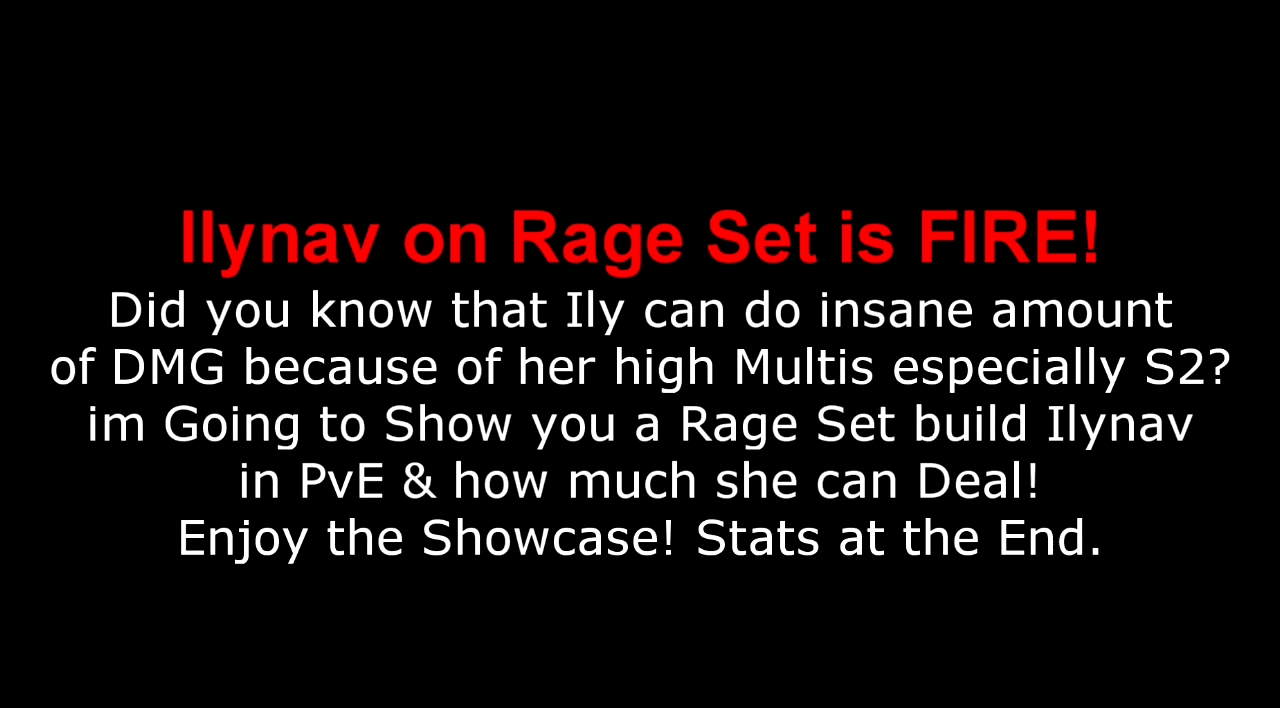 Ilynav on Rage Set is FIRE!
Did you know that Ily can do insane amount
of DMG because of her high Multis especially S2?
im Going to Show you a Rage Set build Ilynav
in PvE & how much she can Deal!
Enjoy the Showcase! Stats at the End.